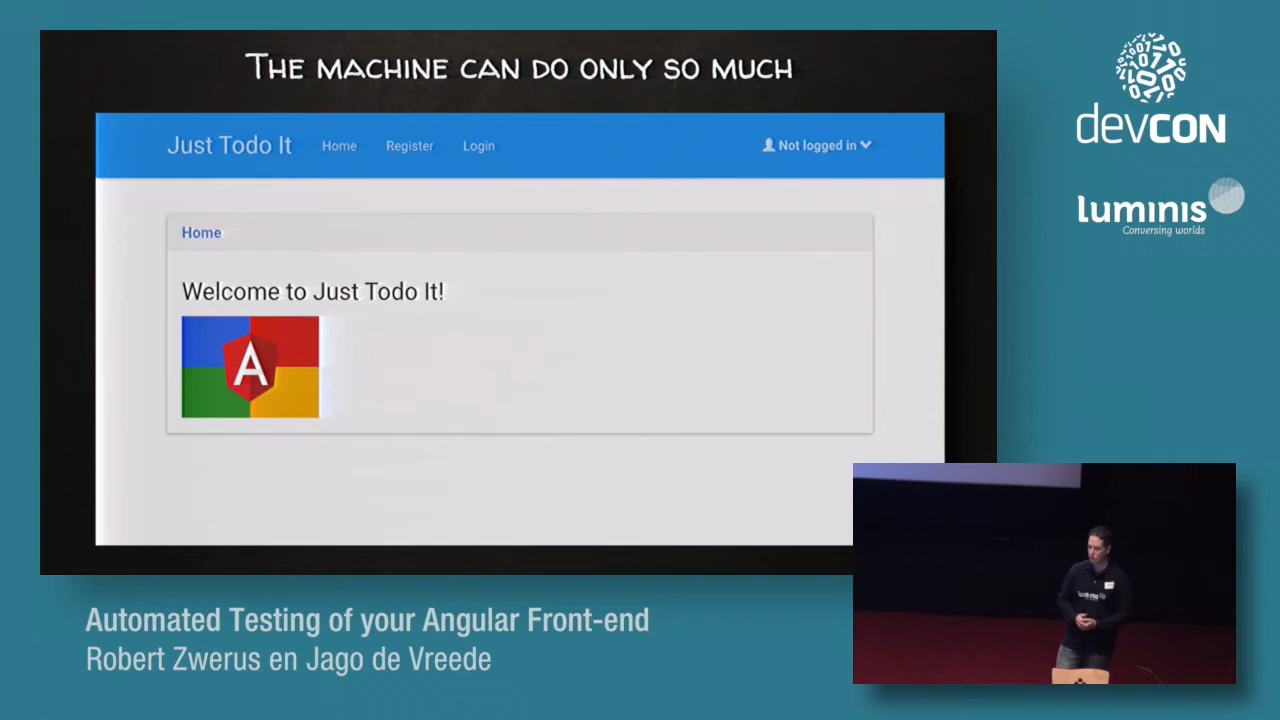 THE MACHINE CAN DO ONLY SO MUCH
Just Todo It Home Register Login Not logged in
Home
Welcome to Just Todo It!
A
devCON
luminis
Conversing worlds
Automated Testing of your Angular Front-end
Robert Zwerus en Jago de Vreede